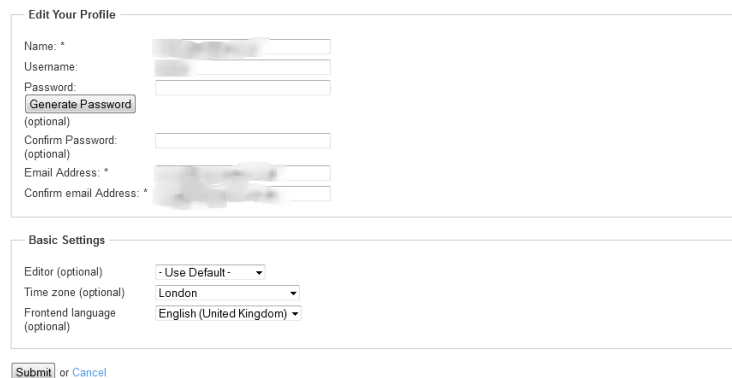 Edit Your Profile
Name: *
Username:
Password:
Generate Password
(optional)
Confirm Password:
(optional)
Email Address: *
Confirm email Address: *
Basic Settings
Editor (optional) - Use Default -
Time zone (optional) London
Frontend language English (United Kingdom)
(optional)
Submit or Cancel